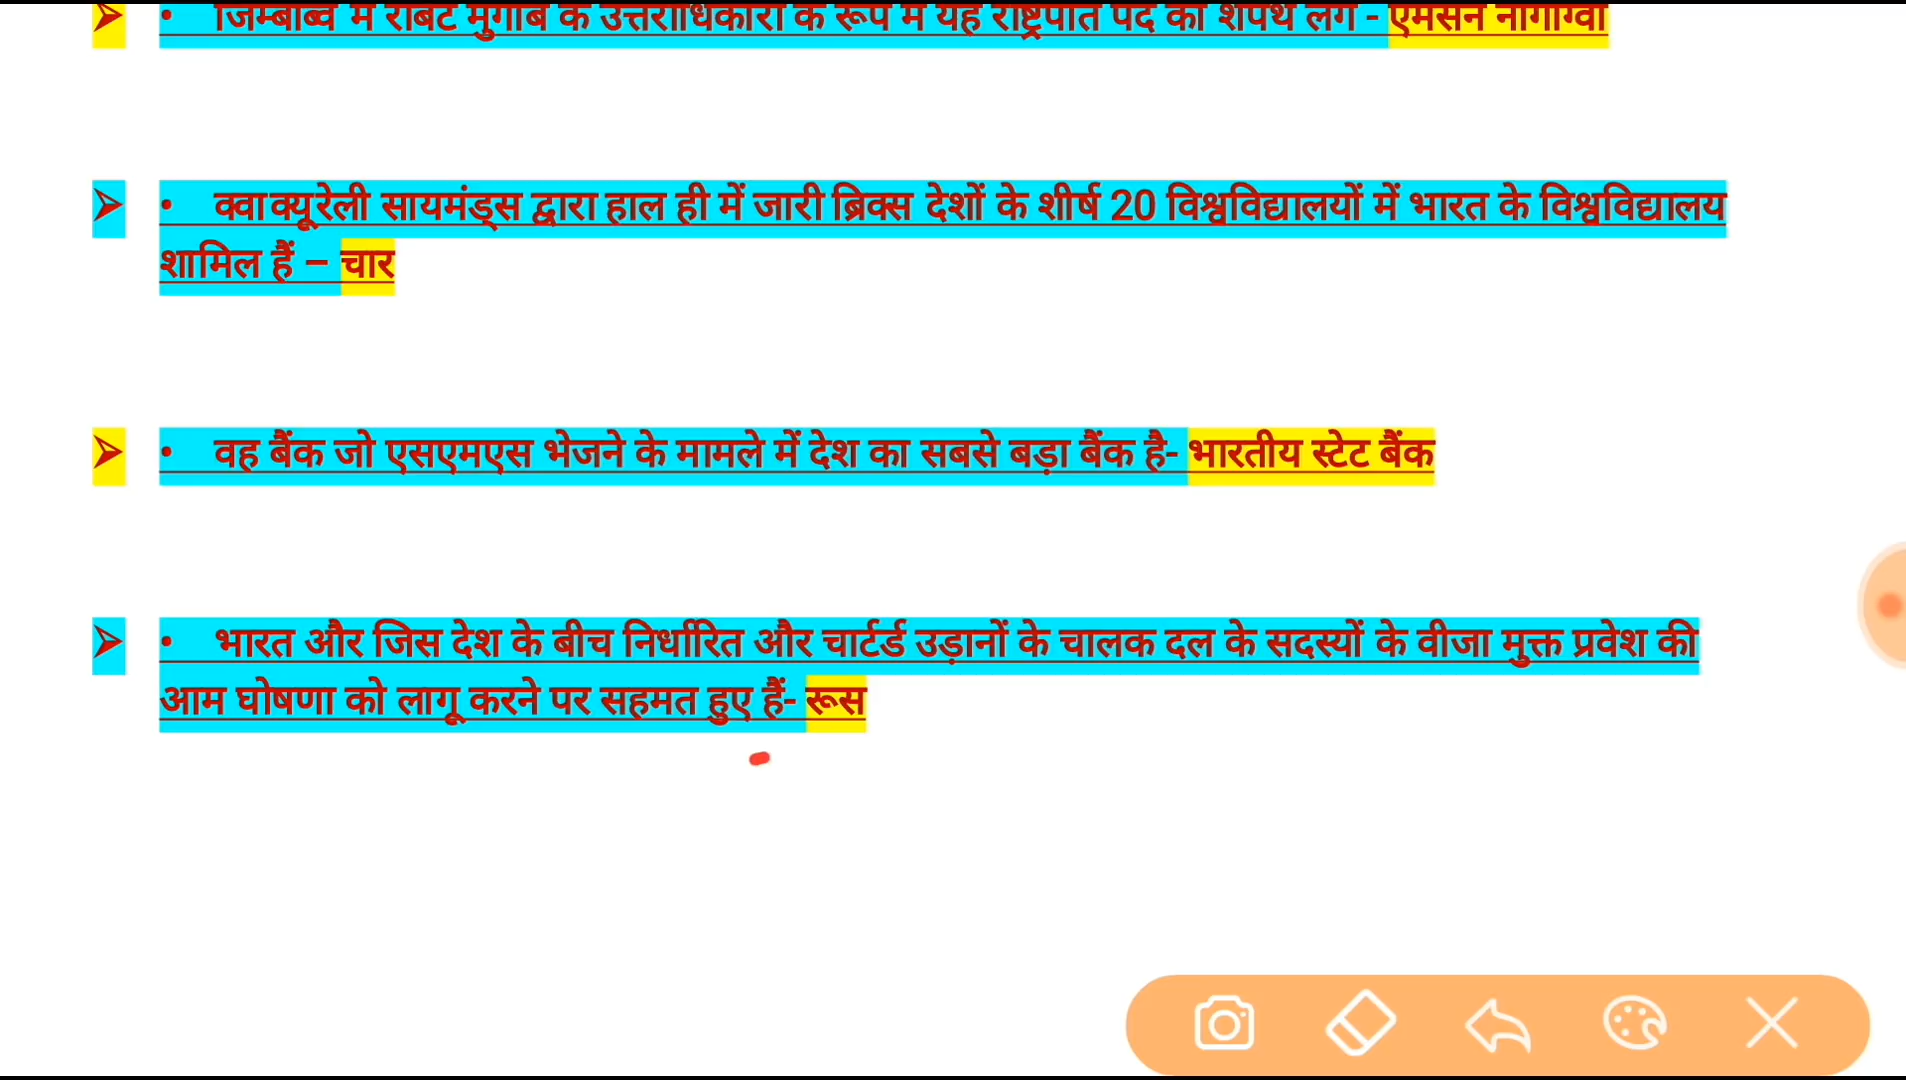 • जिम्बाब्वे में रॉबर्ट मुगाबे के उत्तराधिकारी के रूप में यह राष्ट्रपति पद की शपथ लेंगे - एमर्सन नांगाग्वा
• क्वाक्यूरेली सायमंड्स द्वारा हाल ही में जारी ब्रिक्स देशों के शीर्ष 20 विश्वविद्यालयों में भारत के विश्वविद्यालय
शामिल हैं – चार
• वह बैंक जो एसएमएस भेजने के मामले में देश का सबसे बड़ा बैंक है- भारतीय स्टेट बैंक
• भारत और जिस देश के बीच निर्धारित और चार्टर्ड उड़ानों के चालक दल के सदस्यों के वीजा मुक्त प्रवेश की
आम घोषणा को लागू करने पर सहमत हुए हैं- रूस